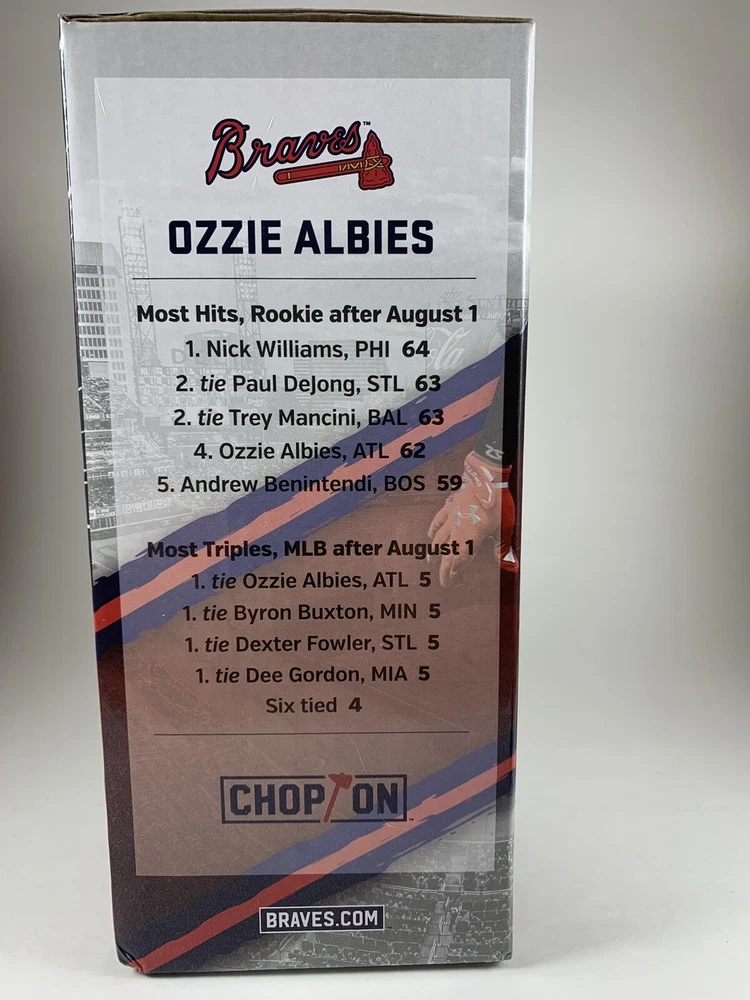 Braves™
OZZIE ALBIES
Most Hits, Rookie after August 1
1. Nick Williams, PHI 64
2. tie Paul DeJong, STL 63
2. tie Trey Mancini, BAL 63
4. Ozzie Albies, ATL 62
5. Andrew Benintendi, BOS 59
Most Triples, MLB after August 1
1. tie Ozzie Albies, ATL 5
1. tie Byron Buxton, MIN 5
1. tie Dexter Fowler, STL 5
1. tie Dee Gordon, MIA 5
Six tied 4
CHOP ON
BRAVES.COM